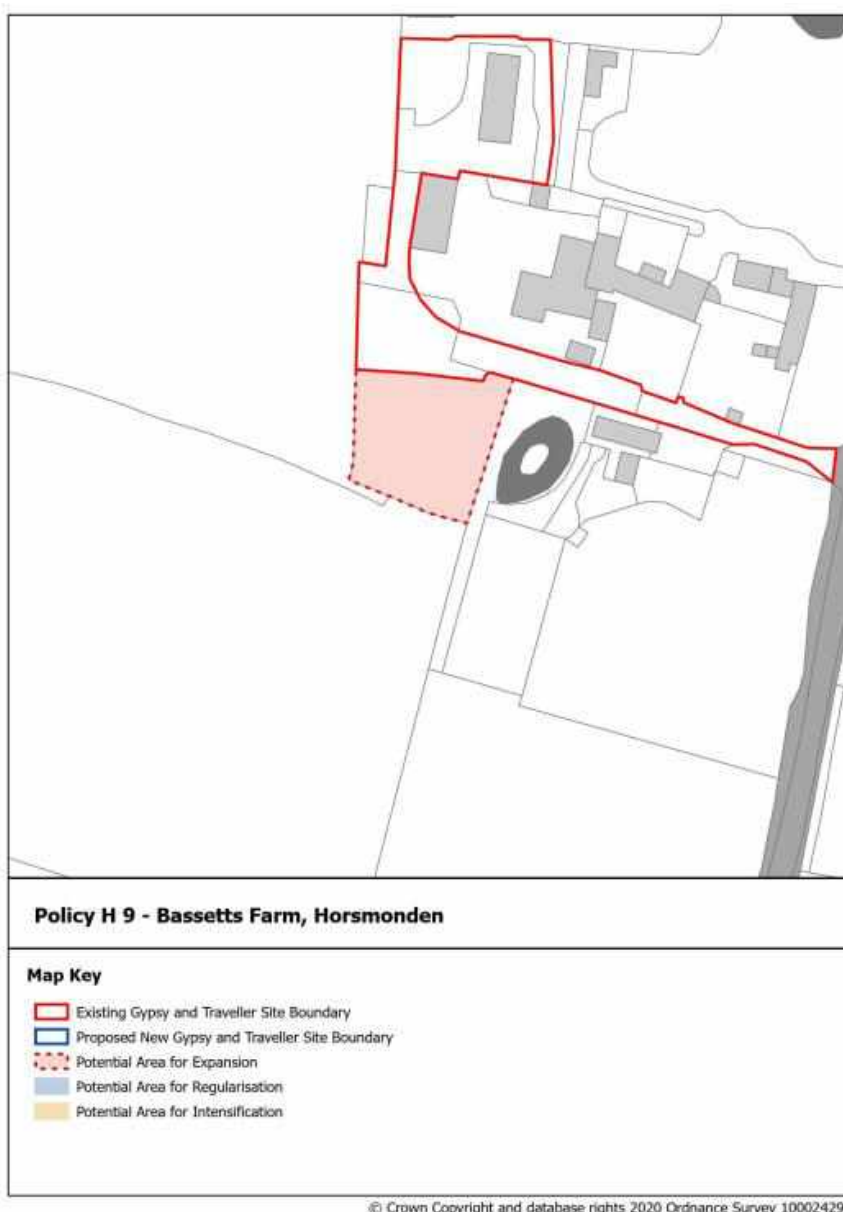 Policy H 9 - Bassetts Farm, Horsmonden
Map Key
Existing Gypsy and Traveller Site Boundary
Proposed New Gypsy and Traveller Site Boundary
Potential Area for Expansion
Potential Area for Regularisation
Potential Area for Intensification
© Crown Copyright and database rights 2020 Ordnance Survey 10002429